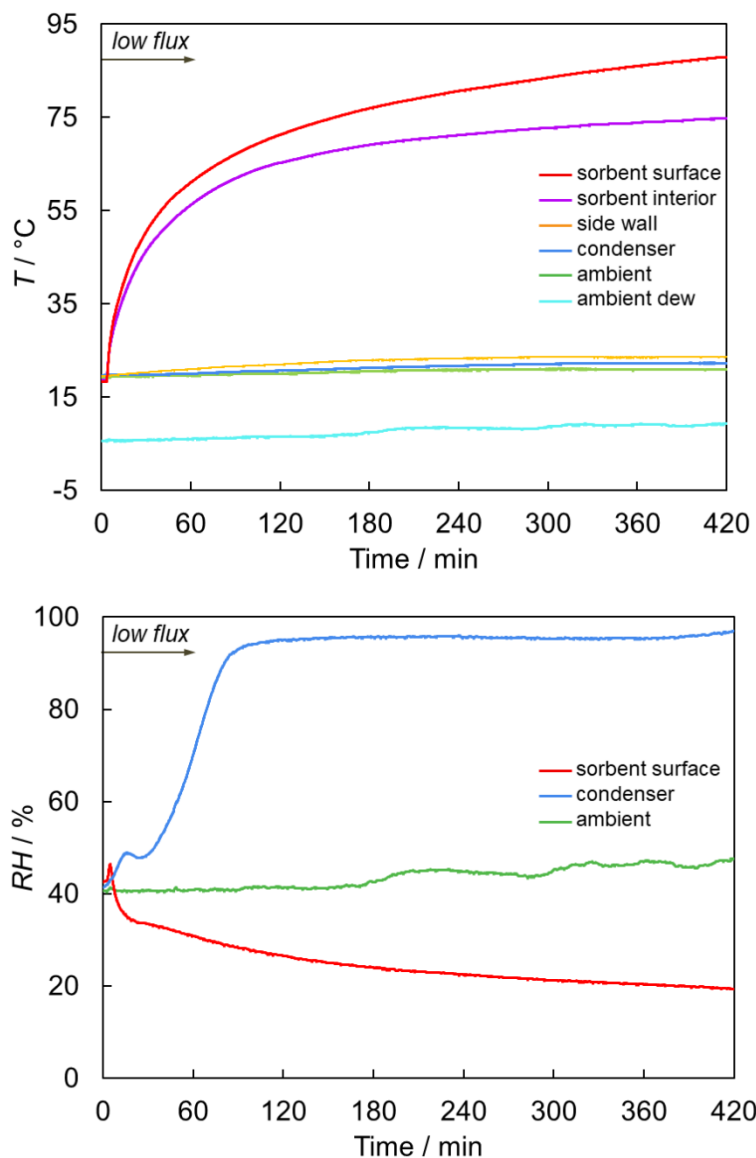 95
low flux
75
sorbent surface
sorbent interior
55
side wall
T / °C
condenser
ambient
35
ambient dew
15
-5
0 60 120 180 240 300 360 420
Time / min
100
low flux
80
sorbent surface
condenser
60
ambient
RH / %
40
20
0
0 60 120 180 240 300 360 420
Time / min